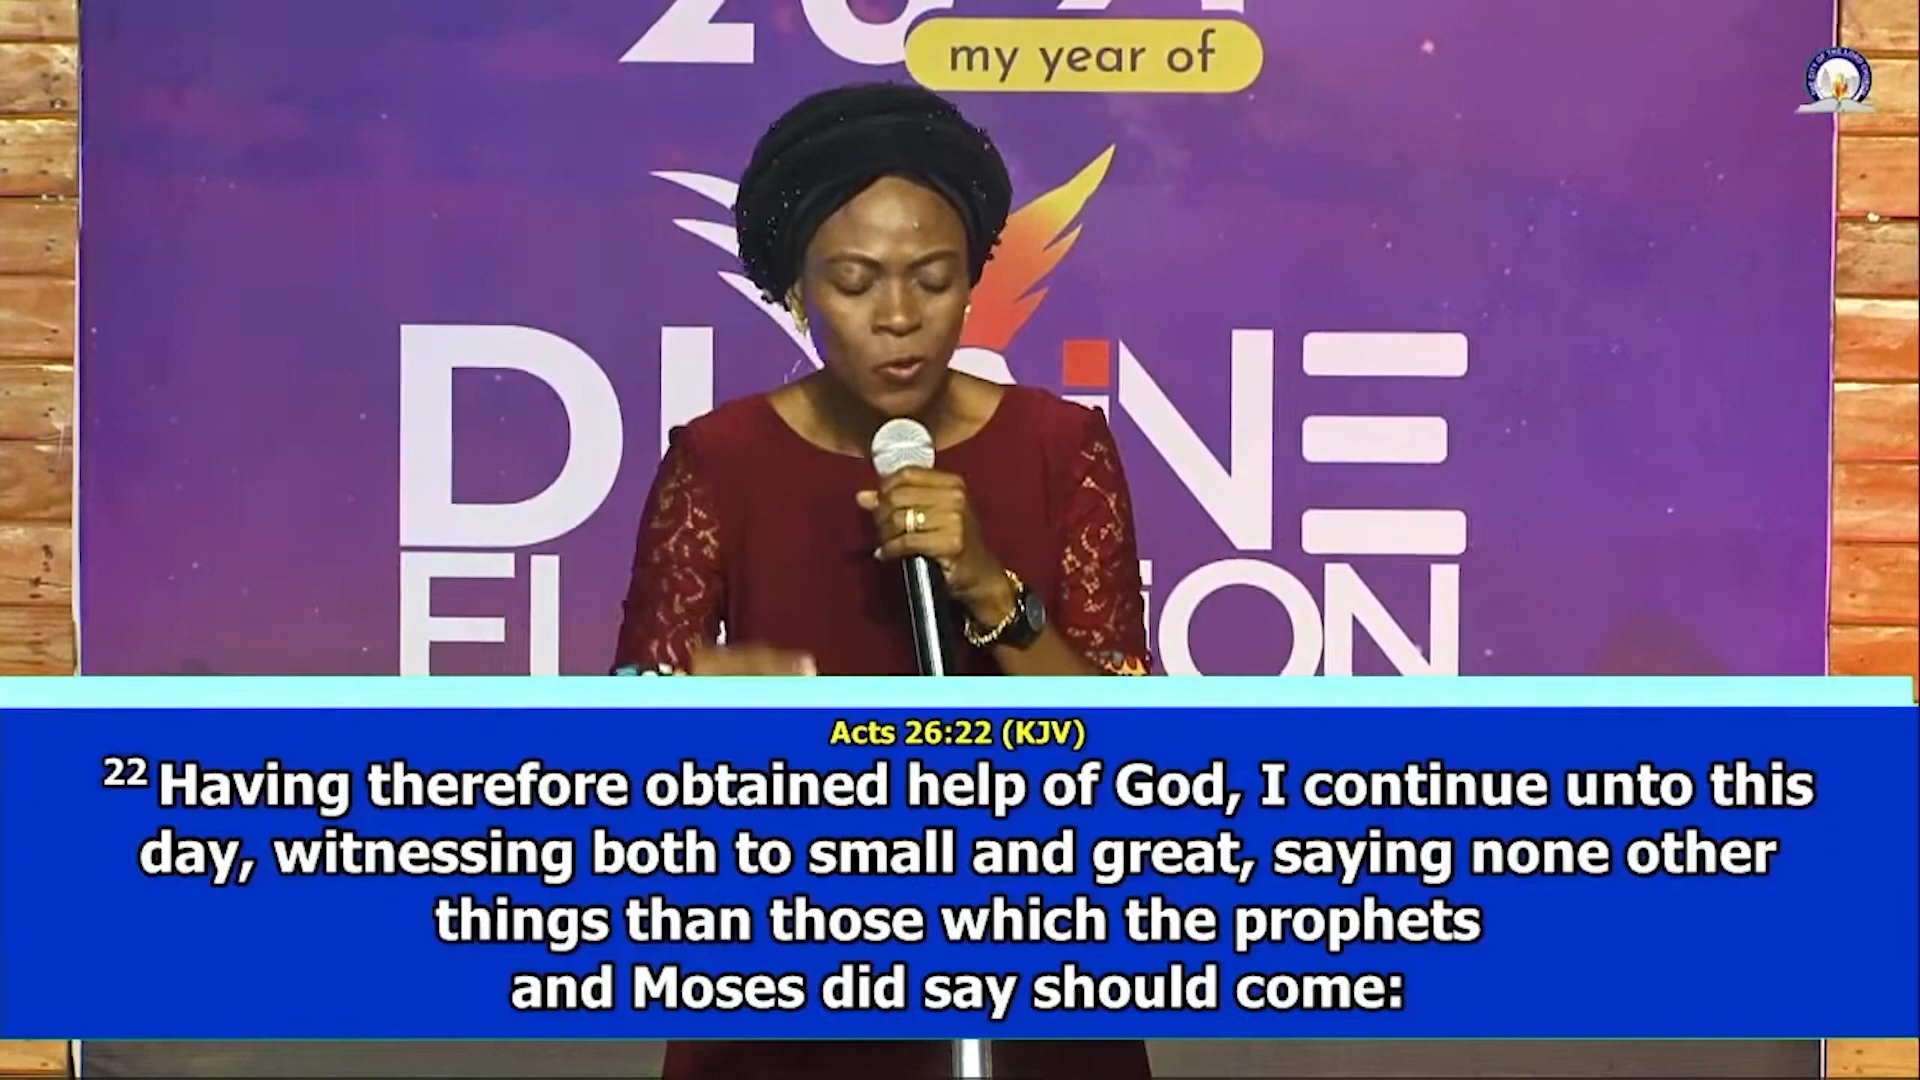 my year of
DIVINE
Acts 26:22 (KJV)
22 Having therefore obtained help of God, I continue unto this
day, witnessing both to small and great, saying none other
things than those which the prophets
and Moses did say should come: